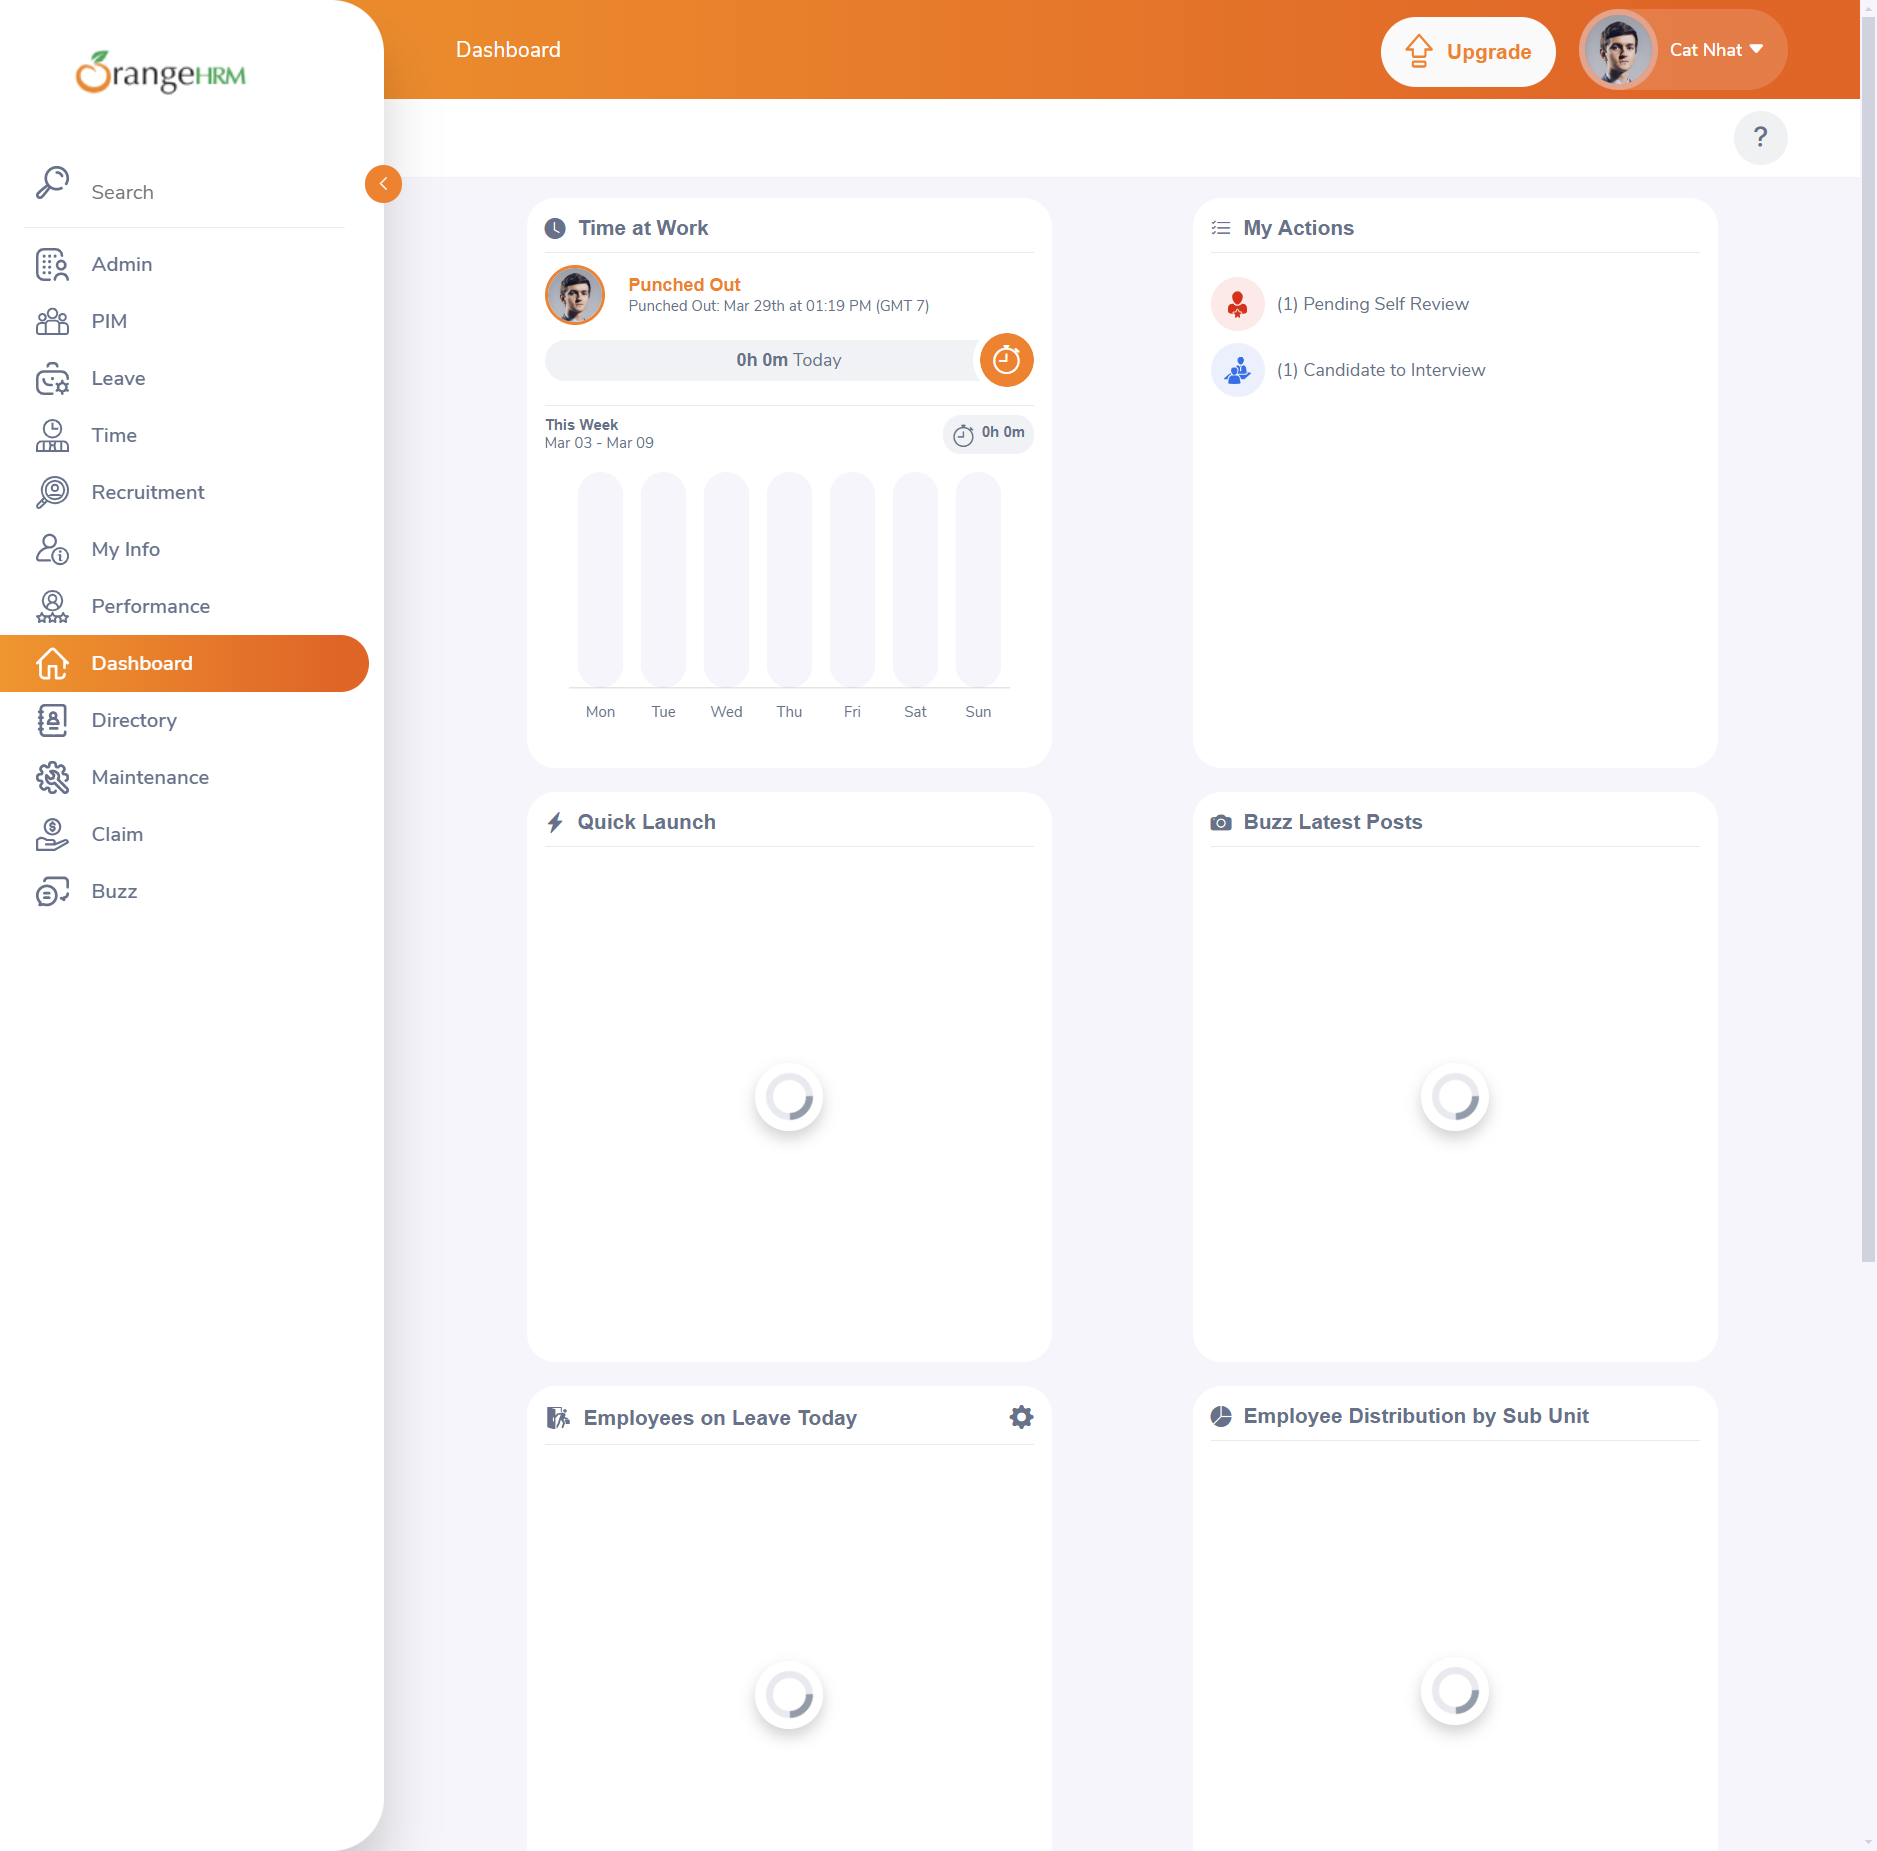 OrangeHRM
Dashboard
Upgrade
Cat Nhat
?
Search
Admin
PIM
Leave
Time
Recruitment
My Info
Performance
Dashboard
Directory
Maintenance
Claim
Buzz
Time at Work
Punched Out
Punched Out: Mar 29th at 01:19 PM (GMT 7)
0h 0m Today
This Week
Mar 03 - Mar 09
0h 0m
Mon Tue Wed Thu Fri Sat Sun
My Actions
(1) Pending Self Review
(1) Candidate to Interview
Quick Launch
Buzz Latest Posts
Employees on Leave Today
Employee Distribution by Sub Unit